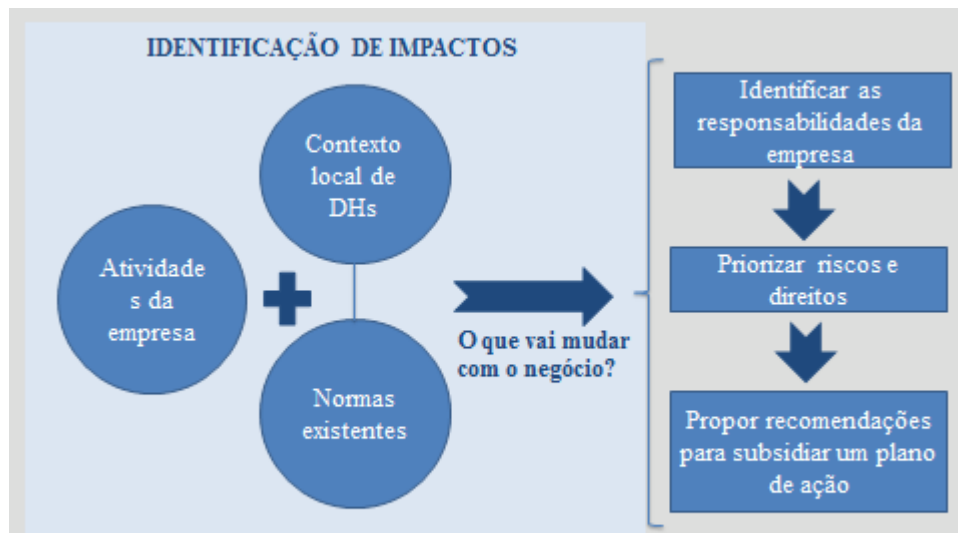 IDENTIFICAÇÃO DE IMPACTOS
Contexto
local de
DHs
Atividade
s da
empresa
Normas
existentes
O que vai mudar
com o negócio?
Identificar as
responsabilidades da
empresa
Priorizar riscos e
direitos
Propor recomendações
para subsidiar um plano
de ação